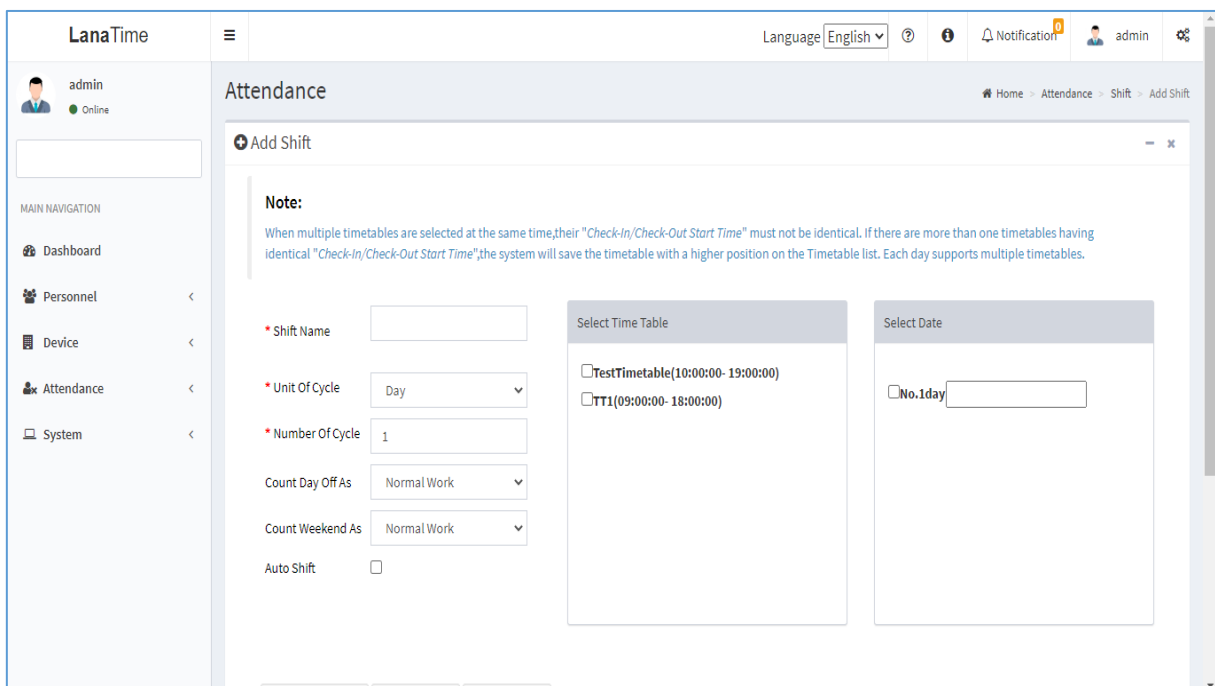 LanaTime
Language English
0
Notification
admin
admin
Online
Attendance
Home > Attendance > Shift > Add Shift
Add Shift
MAIN NAVIGATION
Dashboard
Personnel
Device
Attendance
System
Note:
When multiple timetables are selected at the same time,their "Check-In/Check-Out Start Time" must not be identical. If there are more than one timetables having
identical "Check-In/Check-Out Start Time",the system will save the timetable with a higher position on the Timetable list. Each day supports multiple timetables.
* Shift Name
* Unit Of Cycle Day
* Number Of Cycle 1
Count Day Off As Normal Work
Count Weekend As Normal Work
Auto Shift
Select Time Table
TestTimetable(10:00:00- 19:00:00)
TT1(09:00:00- 18:00:00)
Select Date
No.1day